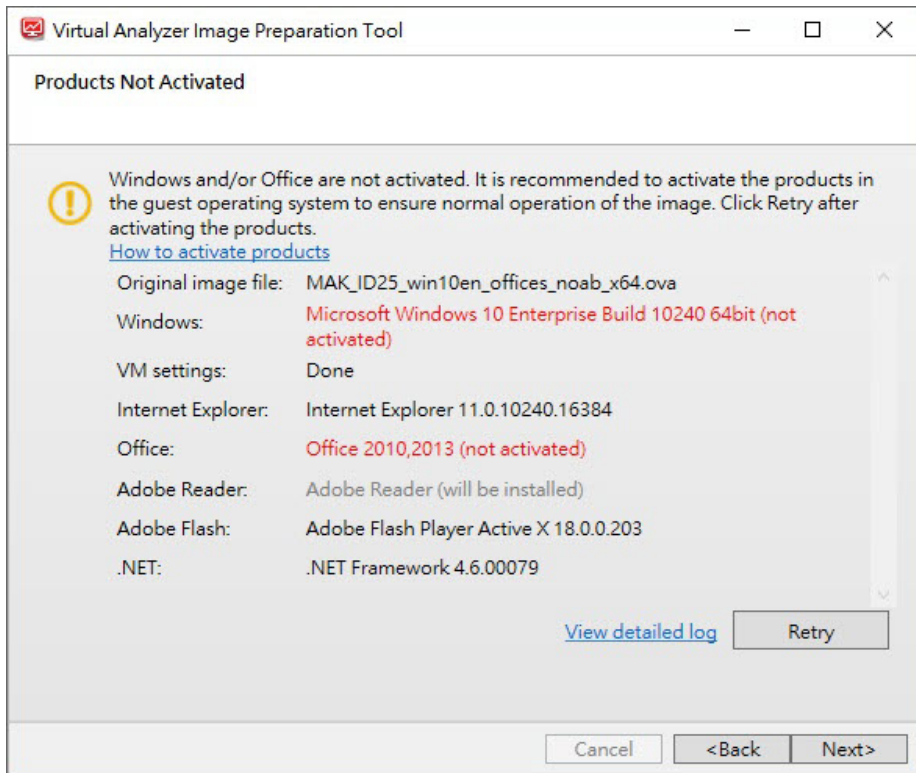 Virtual Analyzer Image Preparation Tool
Products Not Activated
Windows and/or Office are not activated. It is recommended to activate the products in
the guest operating system to ensure normal operation of the image. Click Retry after
activating the products.
How to activate products
Original image file: MAK_ID25_win10en_offices_noab_x64.ova
Windows: Microsoft Windows 10 Enterprise Build 10240 64bit (not
activated)
VM settings: Done
Internet Explorer: Internet Explorer 11.0.10240.16384
Office: Office 2010,2013 (not activated)
Adobe Reader: Adobe Reader (will be installed)
Adobe Flash: Adobe Flash Player Active X 18.0.0.203
.NET: .NET Framework 4.6.00079
View detailed log Retry
Cancel <Back Next>